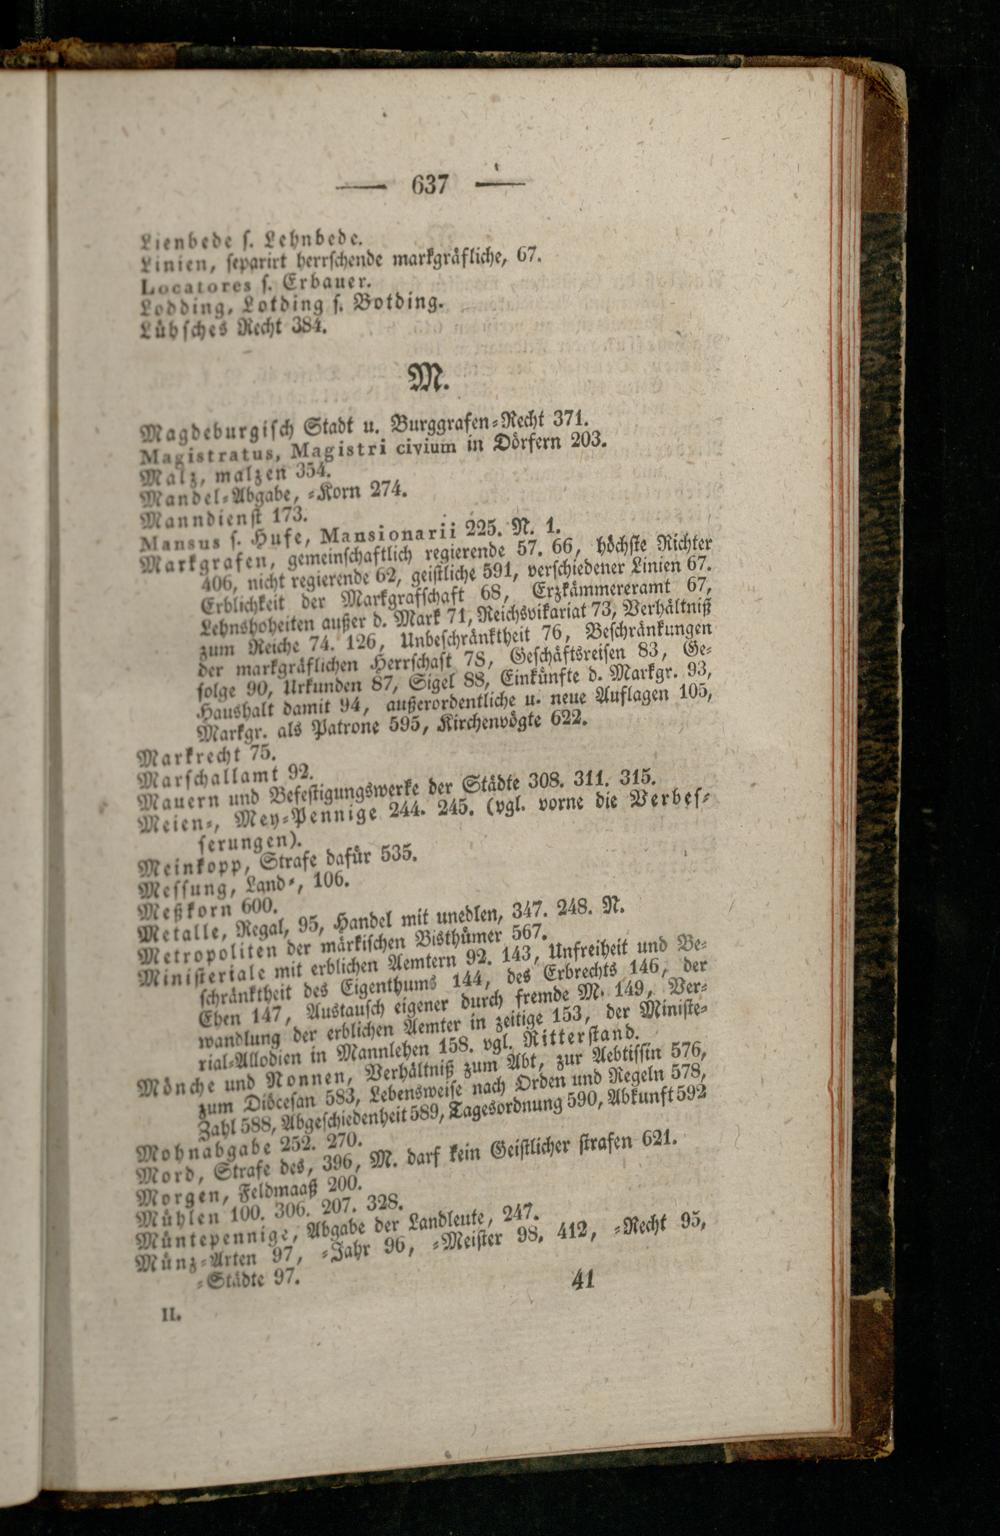 — 637 —
Lienbede ſ. Lehnbede.
Linien, ſeparirt herrſchende markgräfliche, 67.
Locatores ſ. Erbauer.
Lodding, Lotding ſ. Botding.
Lübſches Recht 384.
M.
Magdeburgiſch Stadt u. Burggrafen⸗Recht 371.
Magistratus, Magistri civium in Dörfern 203.
Malz, malzen 354.
Mandel⸗Abgabe, ⸗Korn 274.
Manndienſt 173.
Mansus ſ. Hufe, Mansionarii 225. N. 1.
Markgrafen, gemeinſchaftlich regierende 57. 66, höchſte Richter
406, nicht regierende 62, geiſtliche 591, verſchiedener Linien 67.
Erblichkeit der Markgrafſchaft 68, Erzkämmereramt 67,
Lehnshoheiten außer d. Mark 71, Reichsvikariat 73, Verhältniß
zum Reiche 74. 126, Unbeſchränktheit 76, Beſchränkungen
der markgräflichen Herrſchaft 78, Geſchäftsreiſen 83, Ge⸗
folge 90, Urkunden 87, Sigel 88, Einkünfte d. Markgr. 93,
Haushalt damit 94, außerordentliche u. neue Auflagen 105,
Markgr. als Patrone 595, Kirchenvögte 622.
Markrecht 75.
Marſchallamt 92.
Mauern und Befeſtigungswerke der Städte 308. 311. 315.
Meien⸗, Mey⸗Pennige 244. 245. (vgl. vorne die Verbeſ⸗
ſerungen).
Meinkopp, Strafe dafür 535.
Meſſung, Land⸗, 106.
Meßkorn 600.
Metalle, Regal, 95, Handel mit unedlen, 347. 248. N.
Metropoliten der märkiſchen Bisthümer 567.
Miniſteriale mit erblichen Aemtern 92. 143, Unfreiheit und Be⸗
ſchränktheit des Eigenthums 144, des Erbrechts 146, der
Ehen 147, Austauſch eigener durch fremde M. 149, Ver⸗
wandlung der erblichen Aemter in zeitige 153, der Miniſte⸗
rial⸗Allodien in Mannlehen 158. vgl. Ritterſtand.
Mönche und Nonnen, Verhältniß zum Abt, zur Aebtiſſin 576,
zum Diöceſan 583, Lebensweiſe nach Orden und Regeln 578,
Zahl 588, Abgeſchiedenheit 589, Tagesordnung 590, Abkunft 592
Mohnabgabe 252. 270.
Mord, Strafe des, 396, M. darf kein Geiſtlicher ſtrafen 621.
Morgen, Feldmaaß 200.
Mühlen 100. 306. 207. 328.
Müntepennige, Abgabe der Landleute, 247.
Münz⸗Arten 97, ⸗Jahr 96, ⸗Meiſter 98, 412, ⸗Recht 95,
⸗Städte 97.
II. 41